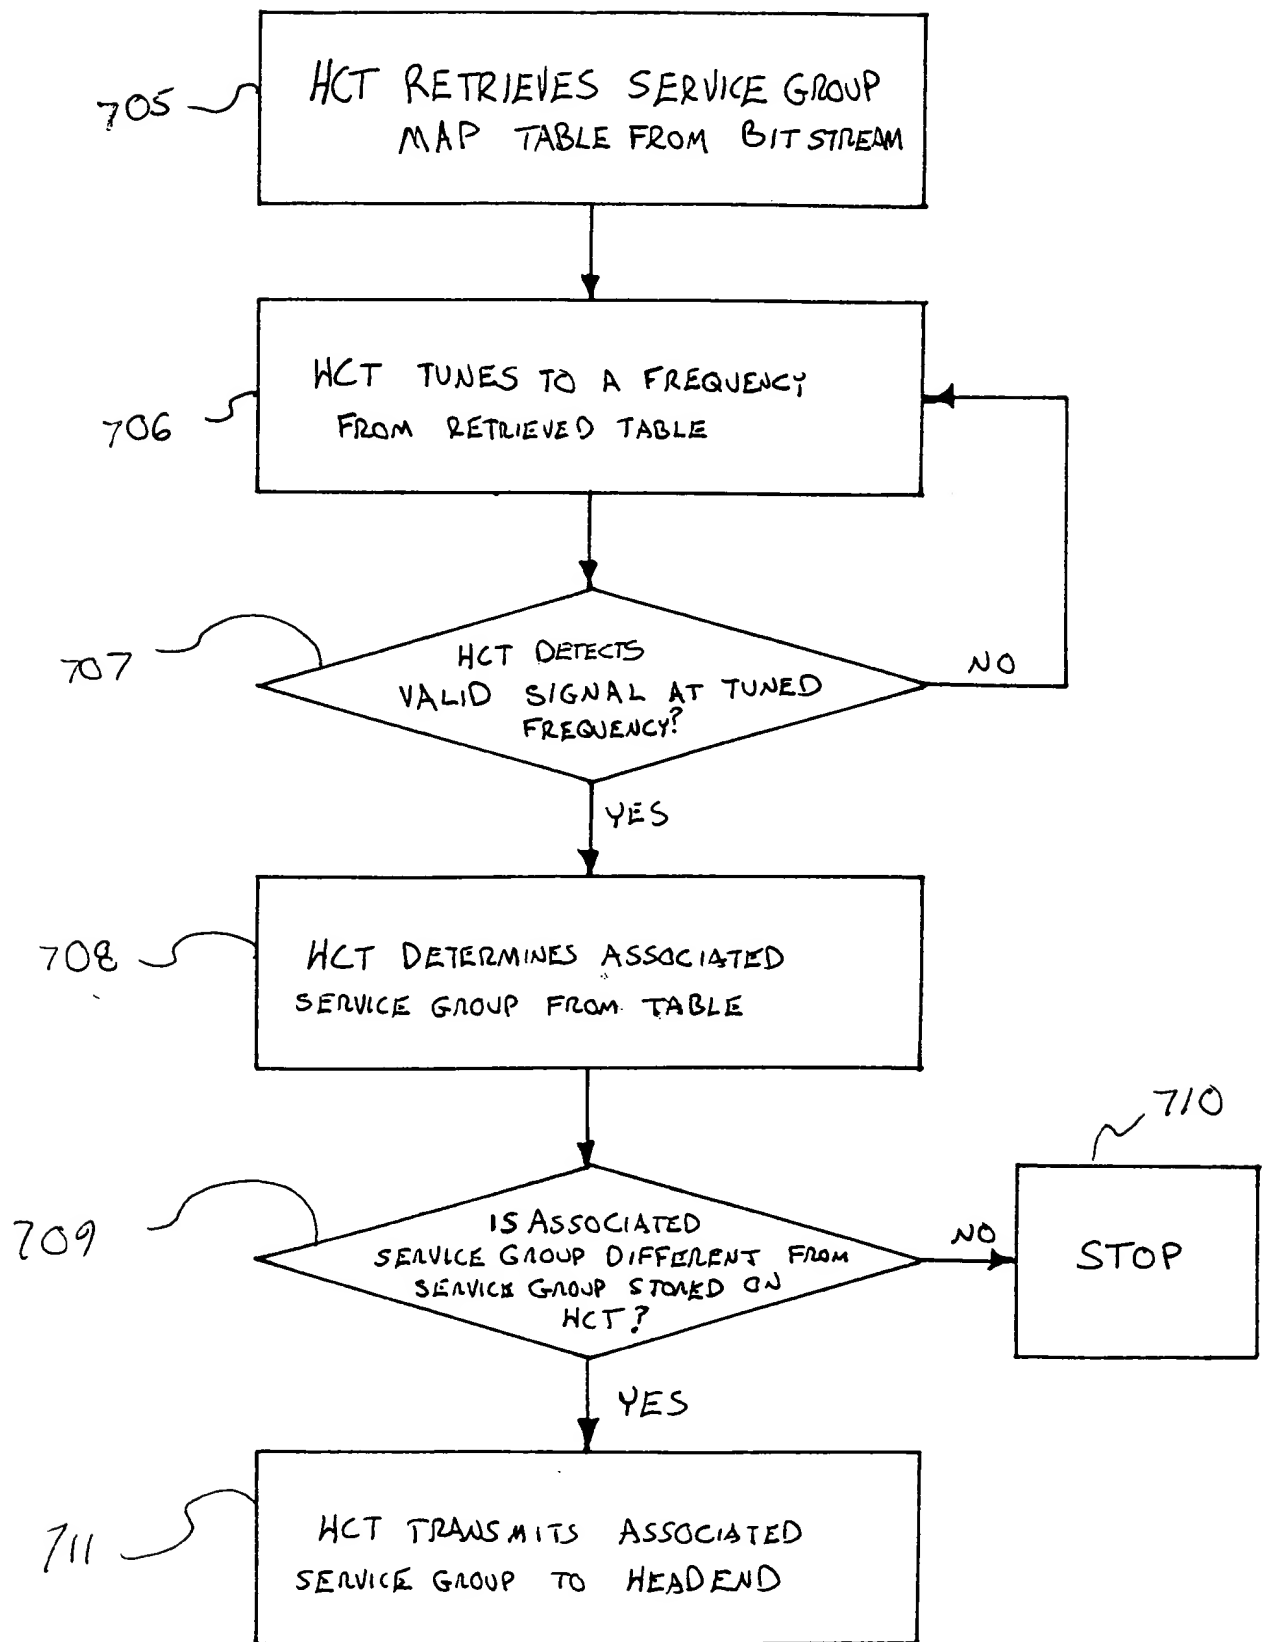 705
HCT RETRIEVES SERVICE GROUP
MAP TABLE FROM BITSTREAM
706
HCT TUNES TO A FREQUENCY
FROM RETRIEVED TABLE
707
HCT DETECTS
VALID SIGNAL AT TUNED
FREQUENCY?
NO
YES
708
HCT DETERMINES ASSOCIATED
SERVICE GROUP FROM TABLE
709
IS ASSOCIATED
SERVICE GROUP DIFFERENT FROM
SERVICE GROUP STORED ON
HCT?
NO
710
STOP
YES
711
HCT TRANSMITS ASSOCIATED
SERVICE GROUP TO HEADEND